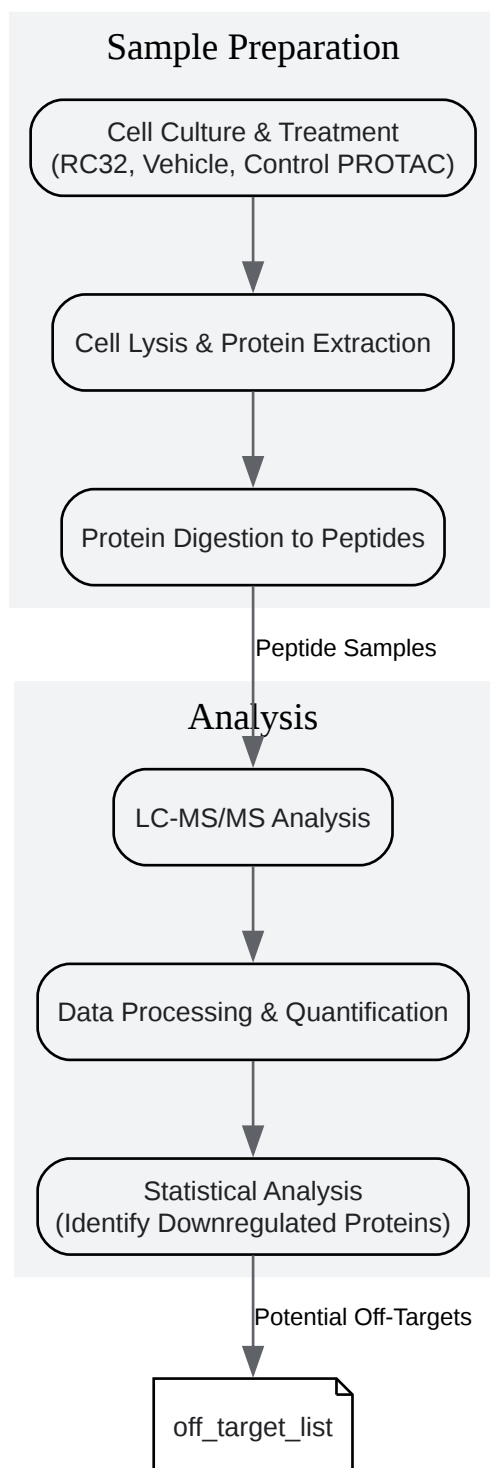 Sample Preparation
Cell Culture & Treatment
(RC32, Vehicle, Control PROTAC)
Cell Lysis & Protein Extraction
Protein Digestion to Peptides
Peptide Samples
Analysis
LC-MS/MS Analysis
Data Processing & Quantification
Statistical Analysis
(Identify Downregulated Proteins)
Potential Off-Targets
off_target_list